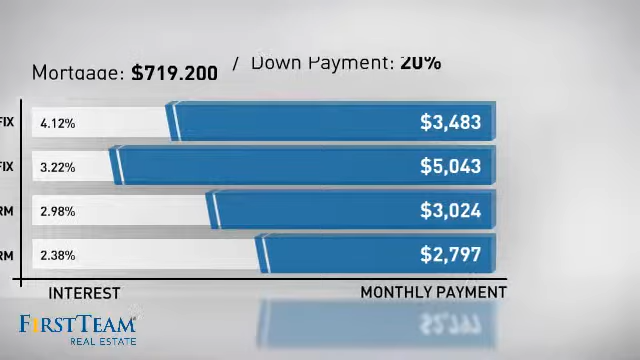 Mortgage: $719.200 / Down Payment: 20%
FIX 4.12% $3,483
FIX 3.22% $5,043
RM 2.98% $3,024
RM 2.38% $2,797
INTEREST MONTHLY PAYMENT
FIRSTTEAM
REAL ESTATE